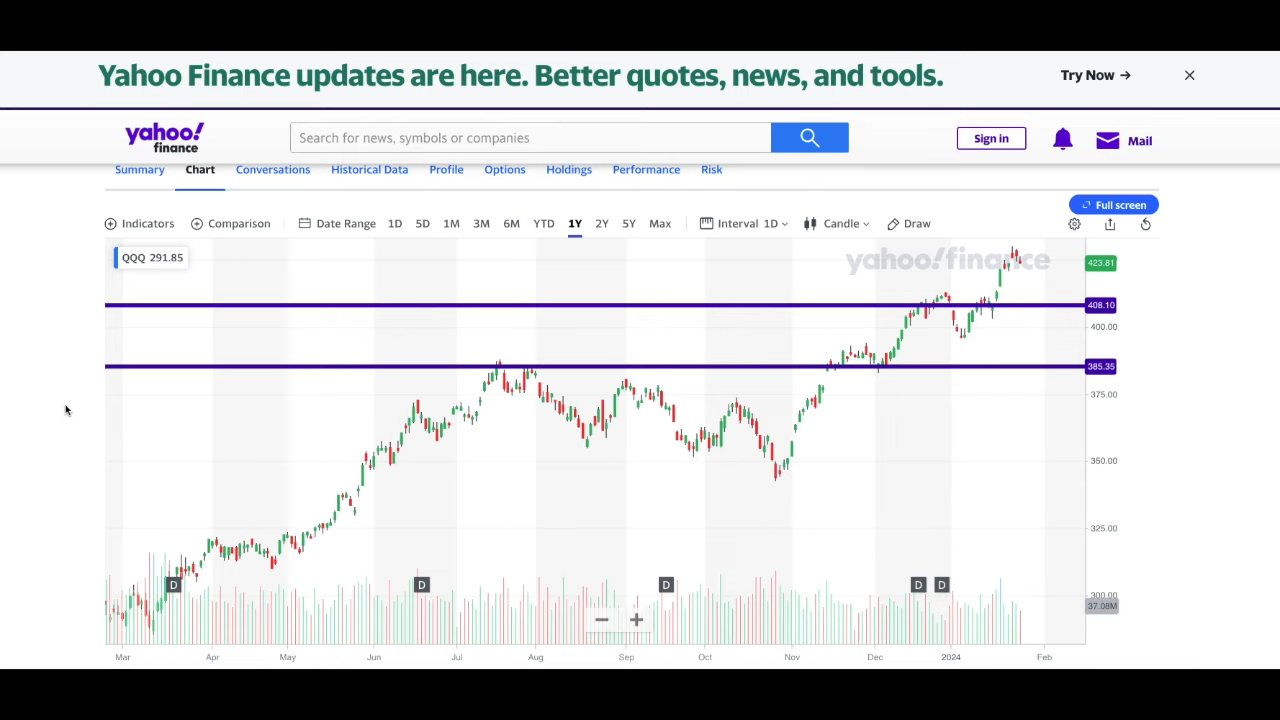 Yahoo Finance updates are here. Better quotes, news, and tools.
Try Now →
yahoo!
finance
Search for news, symbols or companies
Sign in
Mail
Summary Chart Conversations Historical Data Profile Options Holdings Performance Risk
Full screen
Indicators Comparison Date Range 1D 5D 1M 3M 6M YTD 1Y 2Y 5Y Max Interval 1D Candle Draw
QQQ 291.85
yahoo!finance
423.81
408.10
400.00
385.35
375.00
350.00
325.00
D D D D D
300.00
37.08M
Mar Apr May Jun Jul Aug Sep Oct Nov Dec 2024 Feb